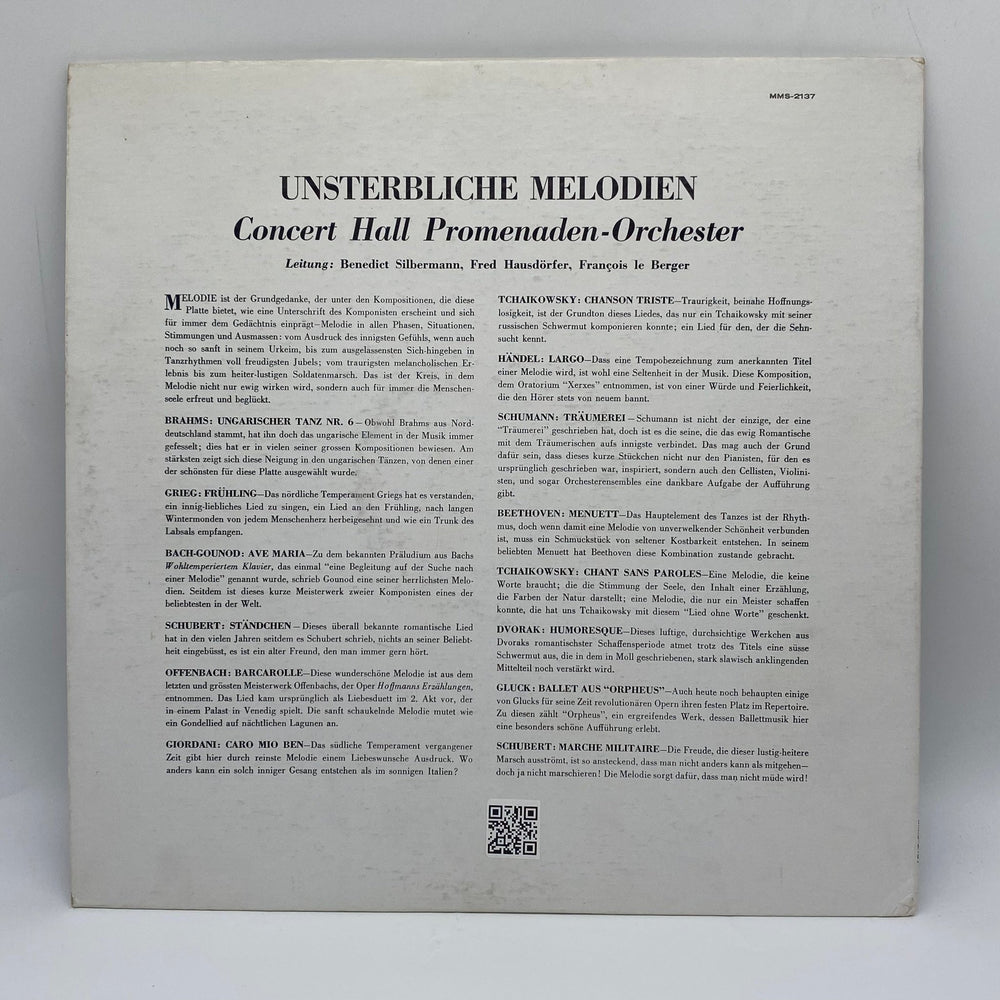 MMS-2137
UNSTERBLICHE MELODIEN
Concert Hall Promenaden-Orchester
Leitung: Benedict Silbermann, Fred Hausdörfer, François le Berger
MELODIE ist der Grundgedanke, der unter den Kompositionen, die diese
Platte bietet, wie eine Unterschrift des Komponisten erscheint und sich
für immer dem Gedächtnis einprägt—Melodie in allen Phasen, Situationen,
Stimmungen und Ausmassen: vom Ausdruck des innigsten Gefühls, wenn auch
noch so sanft in seinem Urkeim, bis zum ausgelassensten Sich-hingeben in
Tanzrhythmen voll freudigsten Jubels; vom traurigsten melancholischen Er-
lebnis bis zum heiter-lustigen Soldatenmarsch. Das ist der Kreis, in dem
Melodie nicht nur ewig wirken wird, sondern auch für immer die Menschen-
seele erfreut und beglückt.
BRAHMS: UNGARISCHER TANZ NR. 6—Obwohl Brahms aus Nord-
deutschland stammt, hat ihn doch das ungarische Element in der Musik immer
gefesselt; dies hat er in vielen seiner grossen Kompositionen bewiesen. Am
stärksten zeigt sich diese Neigung in den ungarischen Tänzen, von denen einer
der schönsten für diese Platte ausgewählt wurde.
GRIEG: FRÜHLING—Das nördliche Temperament Griegs hat es verstanden,
ein innig-liebliches Lied zu singen, ein Lied an den Frühling, nach langen
Wintermonden von jedem Menschenherz herbeigesehnt und wie ein Trunk des
Labsals empfangen.
BACH-GOUNOD: AVE MARIA—Zu dem bekannten Präludium aus Bachs
Wohltemperiertem Klavier, das einmal "eine Begleitung auf der Suche nach
einer Melodie" genannt wurde, schrieb Gounod eine seiner herrlichsten Melo-
dien. Seitdem ist dieses kurze Meisterwerk zweier Komponisten eines der
beliebtesten in der Welt.
SCHUBERT: STÄNDCHEN—Dieses überall bekannte romantische Lied
hat in den vielen Jahren seitdem es Schubert schrieb, nichts an seiner Beliebt-
heit eingebüsst, es ist ein alter Freund, den man immer gern hört.
OFFENBACH: BARCAROLLE—Diese wunderschöne Melodie ist aus dem
letzten und grössten Meisterwerk Offenbachs, der Oper Hoffmanns Erzählungen,
entnommen. Das Lied kam ursprünglich als Liebesduett im 2. Akt vor, der
in einem Palast in Venedig spielt. Die sanft schaukelnde Melodie mutet wie
ein Gondellied auf nächtlichen Lagunen an.
GIORDANI: CARO MIO BEN—Das südliche Temperament vergangener
Zeit gibt hier durch reinste Melodie einem Liebeswunsche Ausdruck. Wo
anders kann ein solch inniger Gesang entstehen als im sonnigen Italien?
TCHAIKOWSKY: CHANSON TRISTE—Traurigkeit, beinahe Hoffnungs-
losigkeit, ist der Grundton dieses Liedes, das nur ein Tchaikowsky mit seiner
russischen Schwermut komponieren konnte; ein Lied für den, der die Sehn-
sucht kennt.
HÄNDEL: LARGO—Dass eine Tempobezeichnung zum anerkannten Titel
einer Melodie wird, ist wohl eine Seltenheit in der Musik. Diese Komposition,
dem Oratorium "Xerxes" entnommen, ist von einer Würde und Feierlichkeit,
die den Hörer stets von neuem bannt.
SCHUMANN: TRÄUMEREI—Schumann ist nicht der einzige, der eine
"Träumerei" geschrieben hat, doch ist es die seine, die das ewig Romantische
mit dem Träumerischen aufs innigste verbindet. Das mag auch der Grund
dafür sein, dass dieses kurze Stückchen nicht nur den Pianisten, für den es
ursprünglich geschrieben war, inspiriert, sondern auch den Cellisten, Violini-
sten, und sogar Orchesterensembles eine dankbare Aufgabe der Aufführung
gibt.
BEETHOVEN: MENUETT—Das Hauptelement des Tanzes ist der Rhyth-
mus, doch wenn damit eine Melodie von unverwelkender Schönheit verbunden
ist, muss ein Schmuckstück von seltener Kostbarkeit entstehen. In seinem
beliebten Menuett hat Beethoven diese Kombination zustande gebracht.
TCHAIKOWSKY: CHANT SANS PAROLES—Eine Melodie, die keine
Worte braucht; die die Stimmung der Seele, den Inhalt einer Erzählung,
die Farben der Natur darstellt; eine Melodie, die nur ein Meister schaffen
konnte, die hat uns Tchaikowsky mit diesem "Lied ohne Worte" geschenkt.
DVORAK: HUMORESQUE—Dieses luftige, durchsichtige Werkchen aus
Dvoraks romantischster Schaffensperiode atmet trotz des Titels eine süsse
Schwermut aus, die in dem in Moll geschriebenen, stark slawisch anklingenden
Mittelteil noch verstärkt wird.
GLUCK: BALLET AUS "ORPHEUS"—Auch heute noch behaupten einige
von Glucks für seine Zeit revolutionären Opern ihren festen Platz im Repertoire.
Zu diesen zählt "Orpheus", ein ergreifendes Werk, dessen Ballettmusik hier
eine besonders schöne Aufführung erlebt.
SCHUBERT: MARCHE MILITAIRE—Die Freude, die dieser lustig-heitere
Marsch ausströmt, ist so ansteckend, dass man nicht anders kann als mitgehen—
doch ja nicht marschieren! Die Melodie sorgt dafür, dass man nicht müde wird!